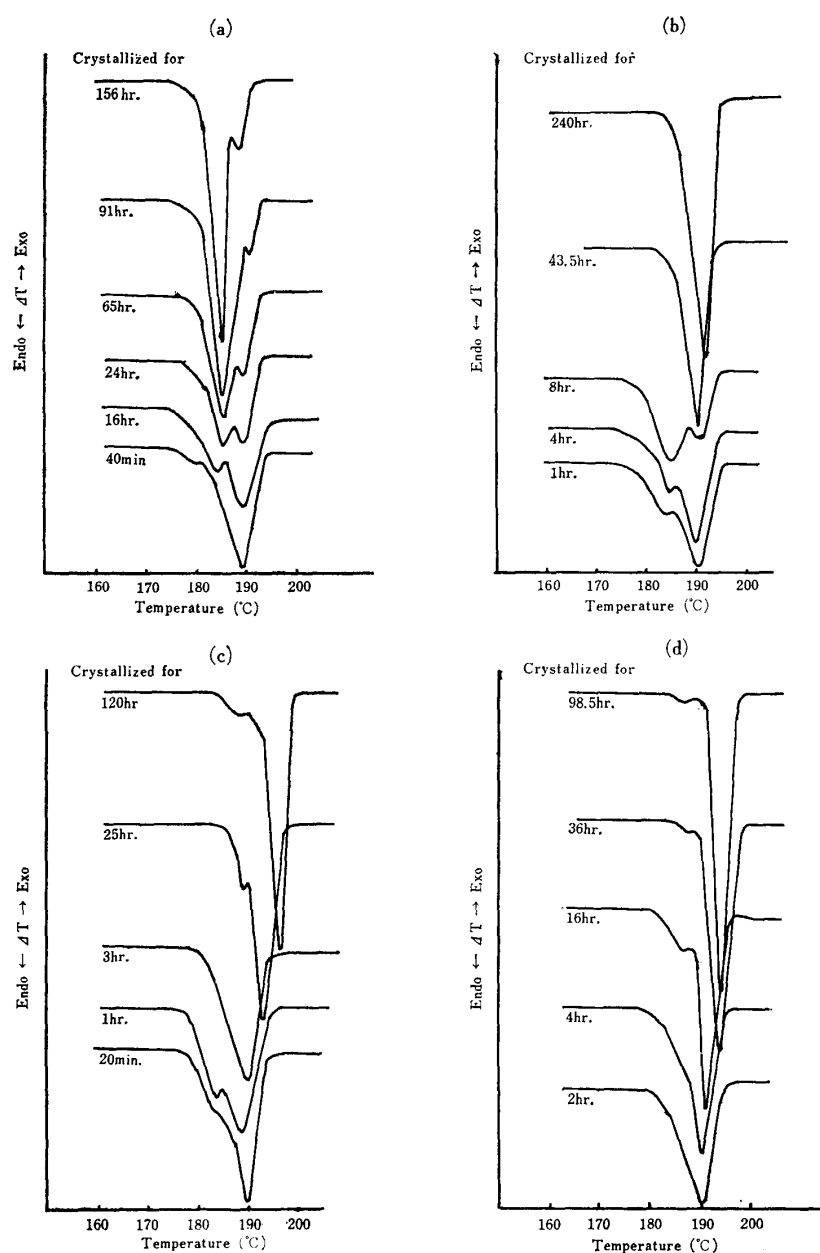 (a)
Crystallized for
156 hr.
91hr.
65hr.
24hr.
16hr.
40min
Endo ← ΔT → Exo
160 170 180 190 200
Temperature (°C)
(b)
Crystallized for
240hr.
43.5hr.
8hr.
4hr.
1hr.
Endo ← ΔT → Exo
160 170 180 190 200
Temperature (°C)
(c)
Crystallized for
120hr
25hr.
3hr.
1hr.
20min.
Endo ← ΔT → Exo
160 170 180 190 200
Temperature (°C)
(d)
Crystallized for
98.5hr.
36hr.
16hr.
4hr.
2hr.
Endo ← ΔT → Exo
160 170 180 190 200
Temperature (°C)